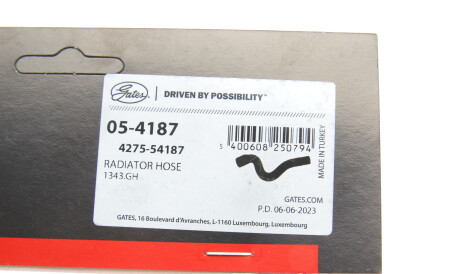 Gates. DRIVEN BY POSSIBILITY™
05-4187
4275-54187
RADIATOR HOSE
1343.GH
5 400608 250794
MADE IN TURKEY
GATES.COM
P.D. 06-06-2023
GATES, 16 Boulevard d'Avranches, L-1160 Luxembourg, Luxembourg